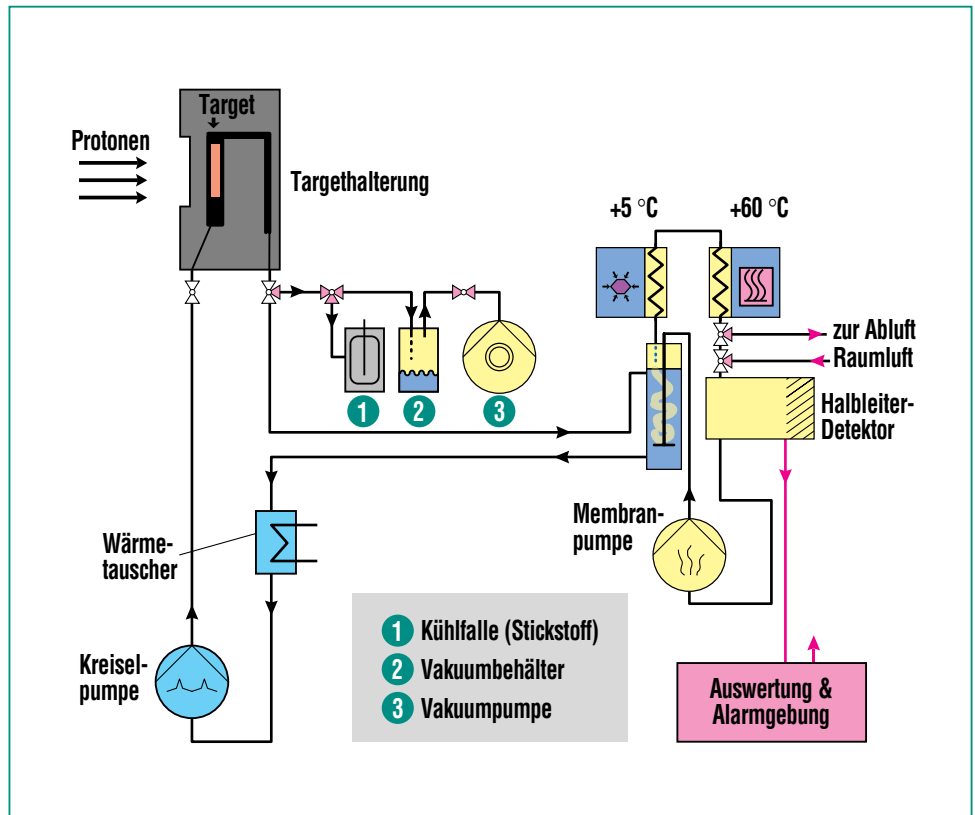 Target
Protonen
Targethalterung
+5 °C
+60 °C
zur Abluft
Raumluft
1
2
3
Halbleiter-
Detektor
Membran-
pumpe
Wärme-
tauscher
Kreisel-
pumpe
1 Kühlfalle (Stickstoff)
2 Vakuumbehälter
3 Vakuumpumpe
Auswertung &
Alarmgebung